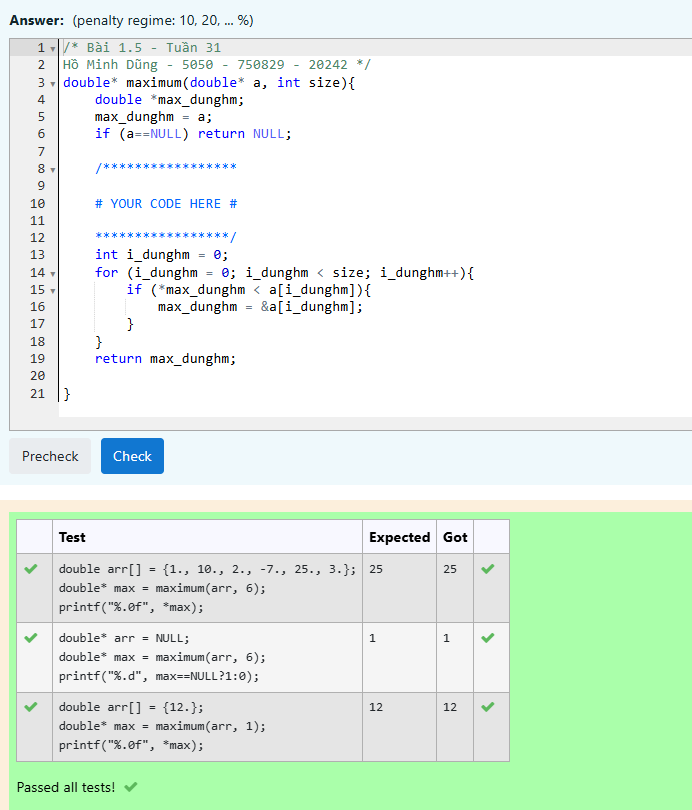 Answer: (penalty regime: 10, 20, ... %)
1 /* Bài 1.5 - Tuần 31
2 Hồ Minh Dũng - 5050 - 750829 - 20242 */
3 double* maximum(double* a, int size){
4 double *max_dunghm;
5 max_dunghm = a;
6 if (a==NULL) return NULL;
7
8 /*****************
9
10 # YOUR CODE HERE #
11
12 *****************/
13 int i_dunghm = 0;
14 for (i_dunghm = 0; i_dunghm < size; i_dunghm++){
15 if (*max_dunghm < a[i_dunghm]){
16 max_dunghm = &a[i_dunghm];
17 }
18 }
19 return max_dunghm;
20
21 }
Precheck Check
Test Expected Got
double arr[] = {1., 10., 2., -7., 25., 3.}; 25 25
double* max = maximum(arr, 6);
printf("%.0f", *max);
double* arr = NULL; 1 1
double* max = maximum(arr, 6);
printf("%.d", max==NULL?1:0);
double arr[] = {12.}; 12 12
double* max = maximum(arr, 1);
printf("%.0f", *max);
Passed all tests!